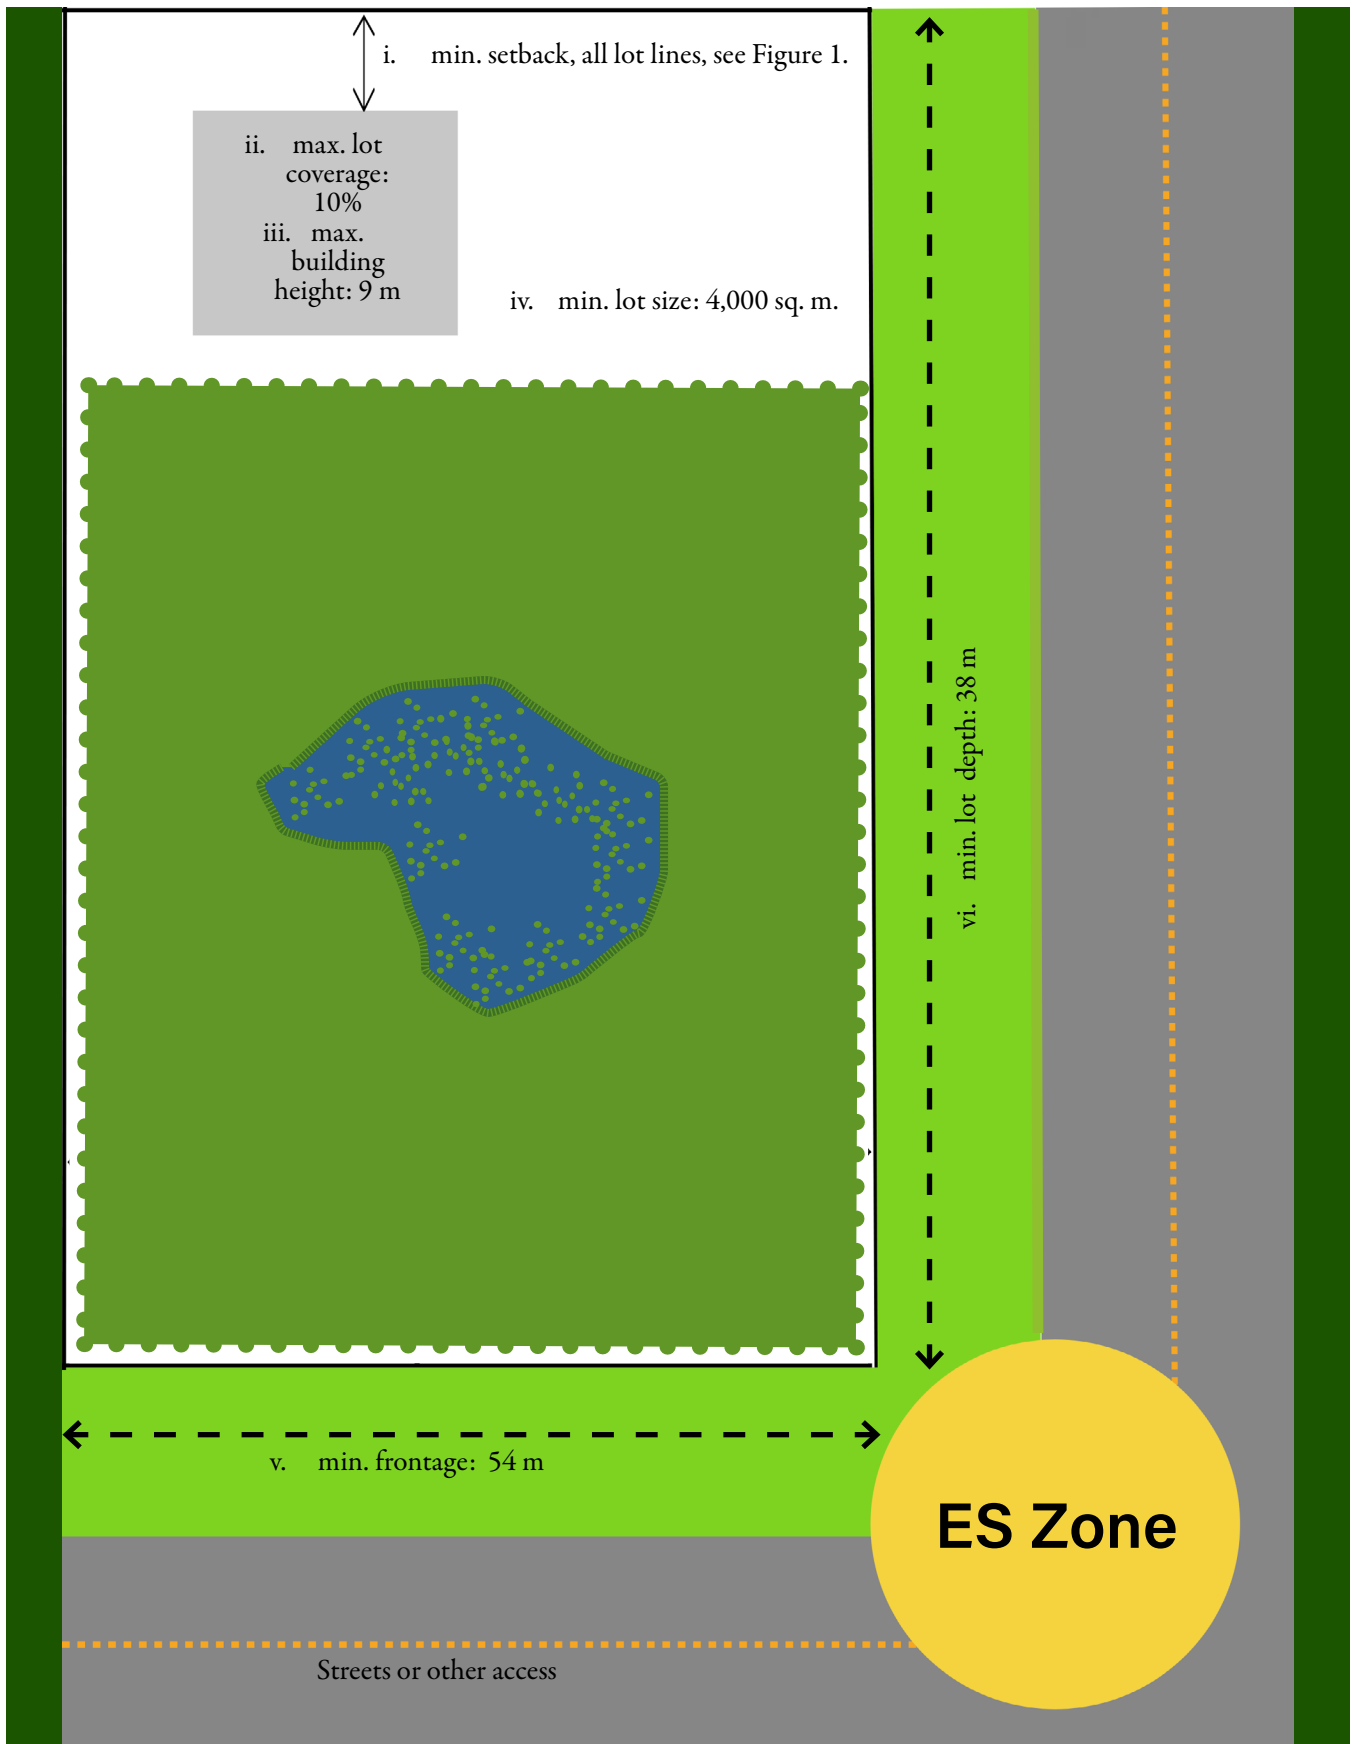 i. min. setback, all lot lines, see Figure 1.
ii. max. lot
coverage:
10%
iii. max.
building
height: 9 m
iv. min. lot size: 4,000 sq. m.
vi. min. lot depth: 38 m
v. min. frontage: 54 m
ES Zone
Streets or other access